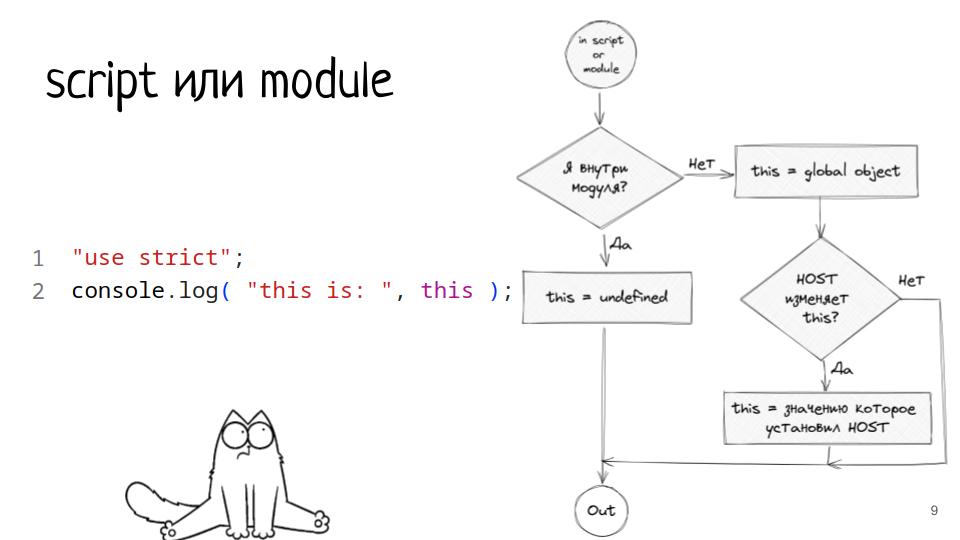 script или module
1 "use strict";
2 console.log( "this is: ", this );
in script
or
module
Я внутри
модуля?
Нет
this = global object
Да
this = undefined
HOST
изменяет
this?
Нет
Да
this = значению которое
установил HOST
Out
9